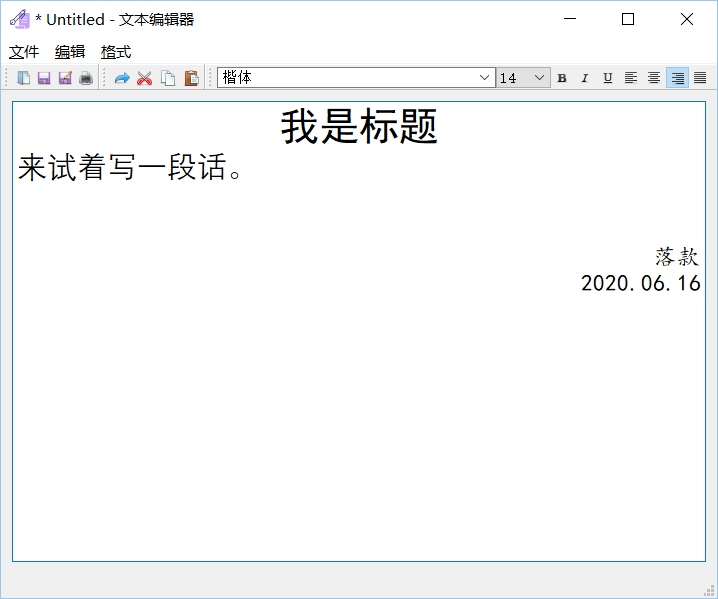 * Untitled - 文本编辑器
文件 编辑 格式
楷体 14 B I U
我是标题
来试着写一段话。
落款
2020.06.16